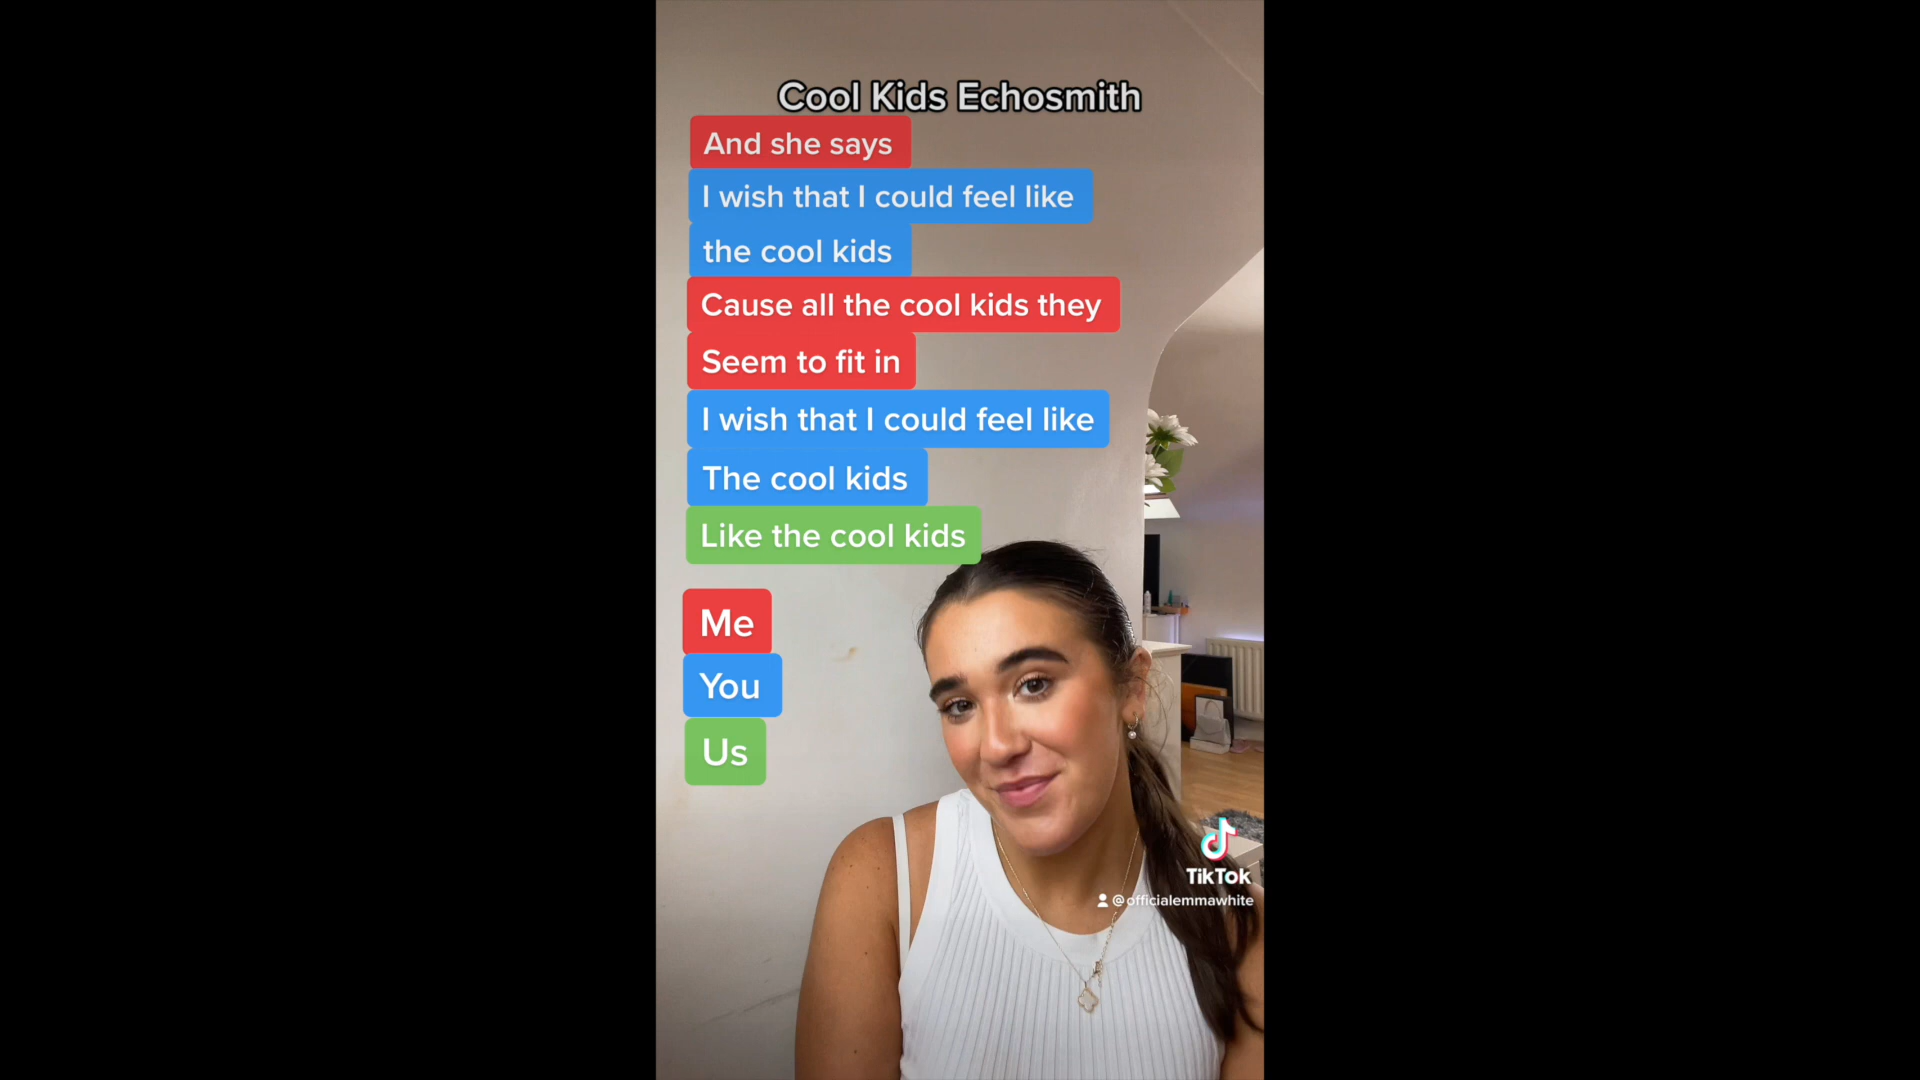 Cool Kids Echosmith
And she says
I wish that I could feel like
the cool kids
Cause all the cool kids they
Seem to fit in
I wish that I could feel like
The cool kids
Like the cool kids
Me
You
Us
TikTok
@officialemmawhite